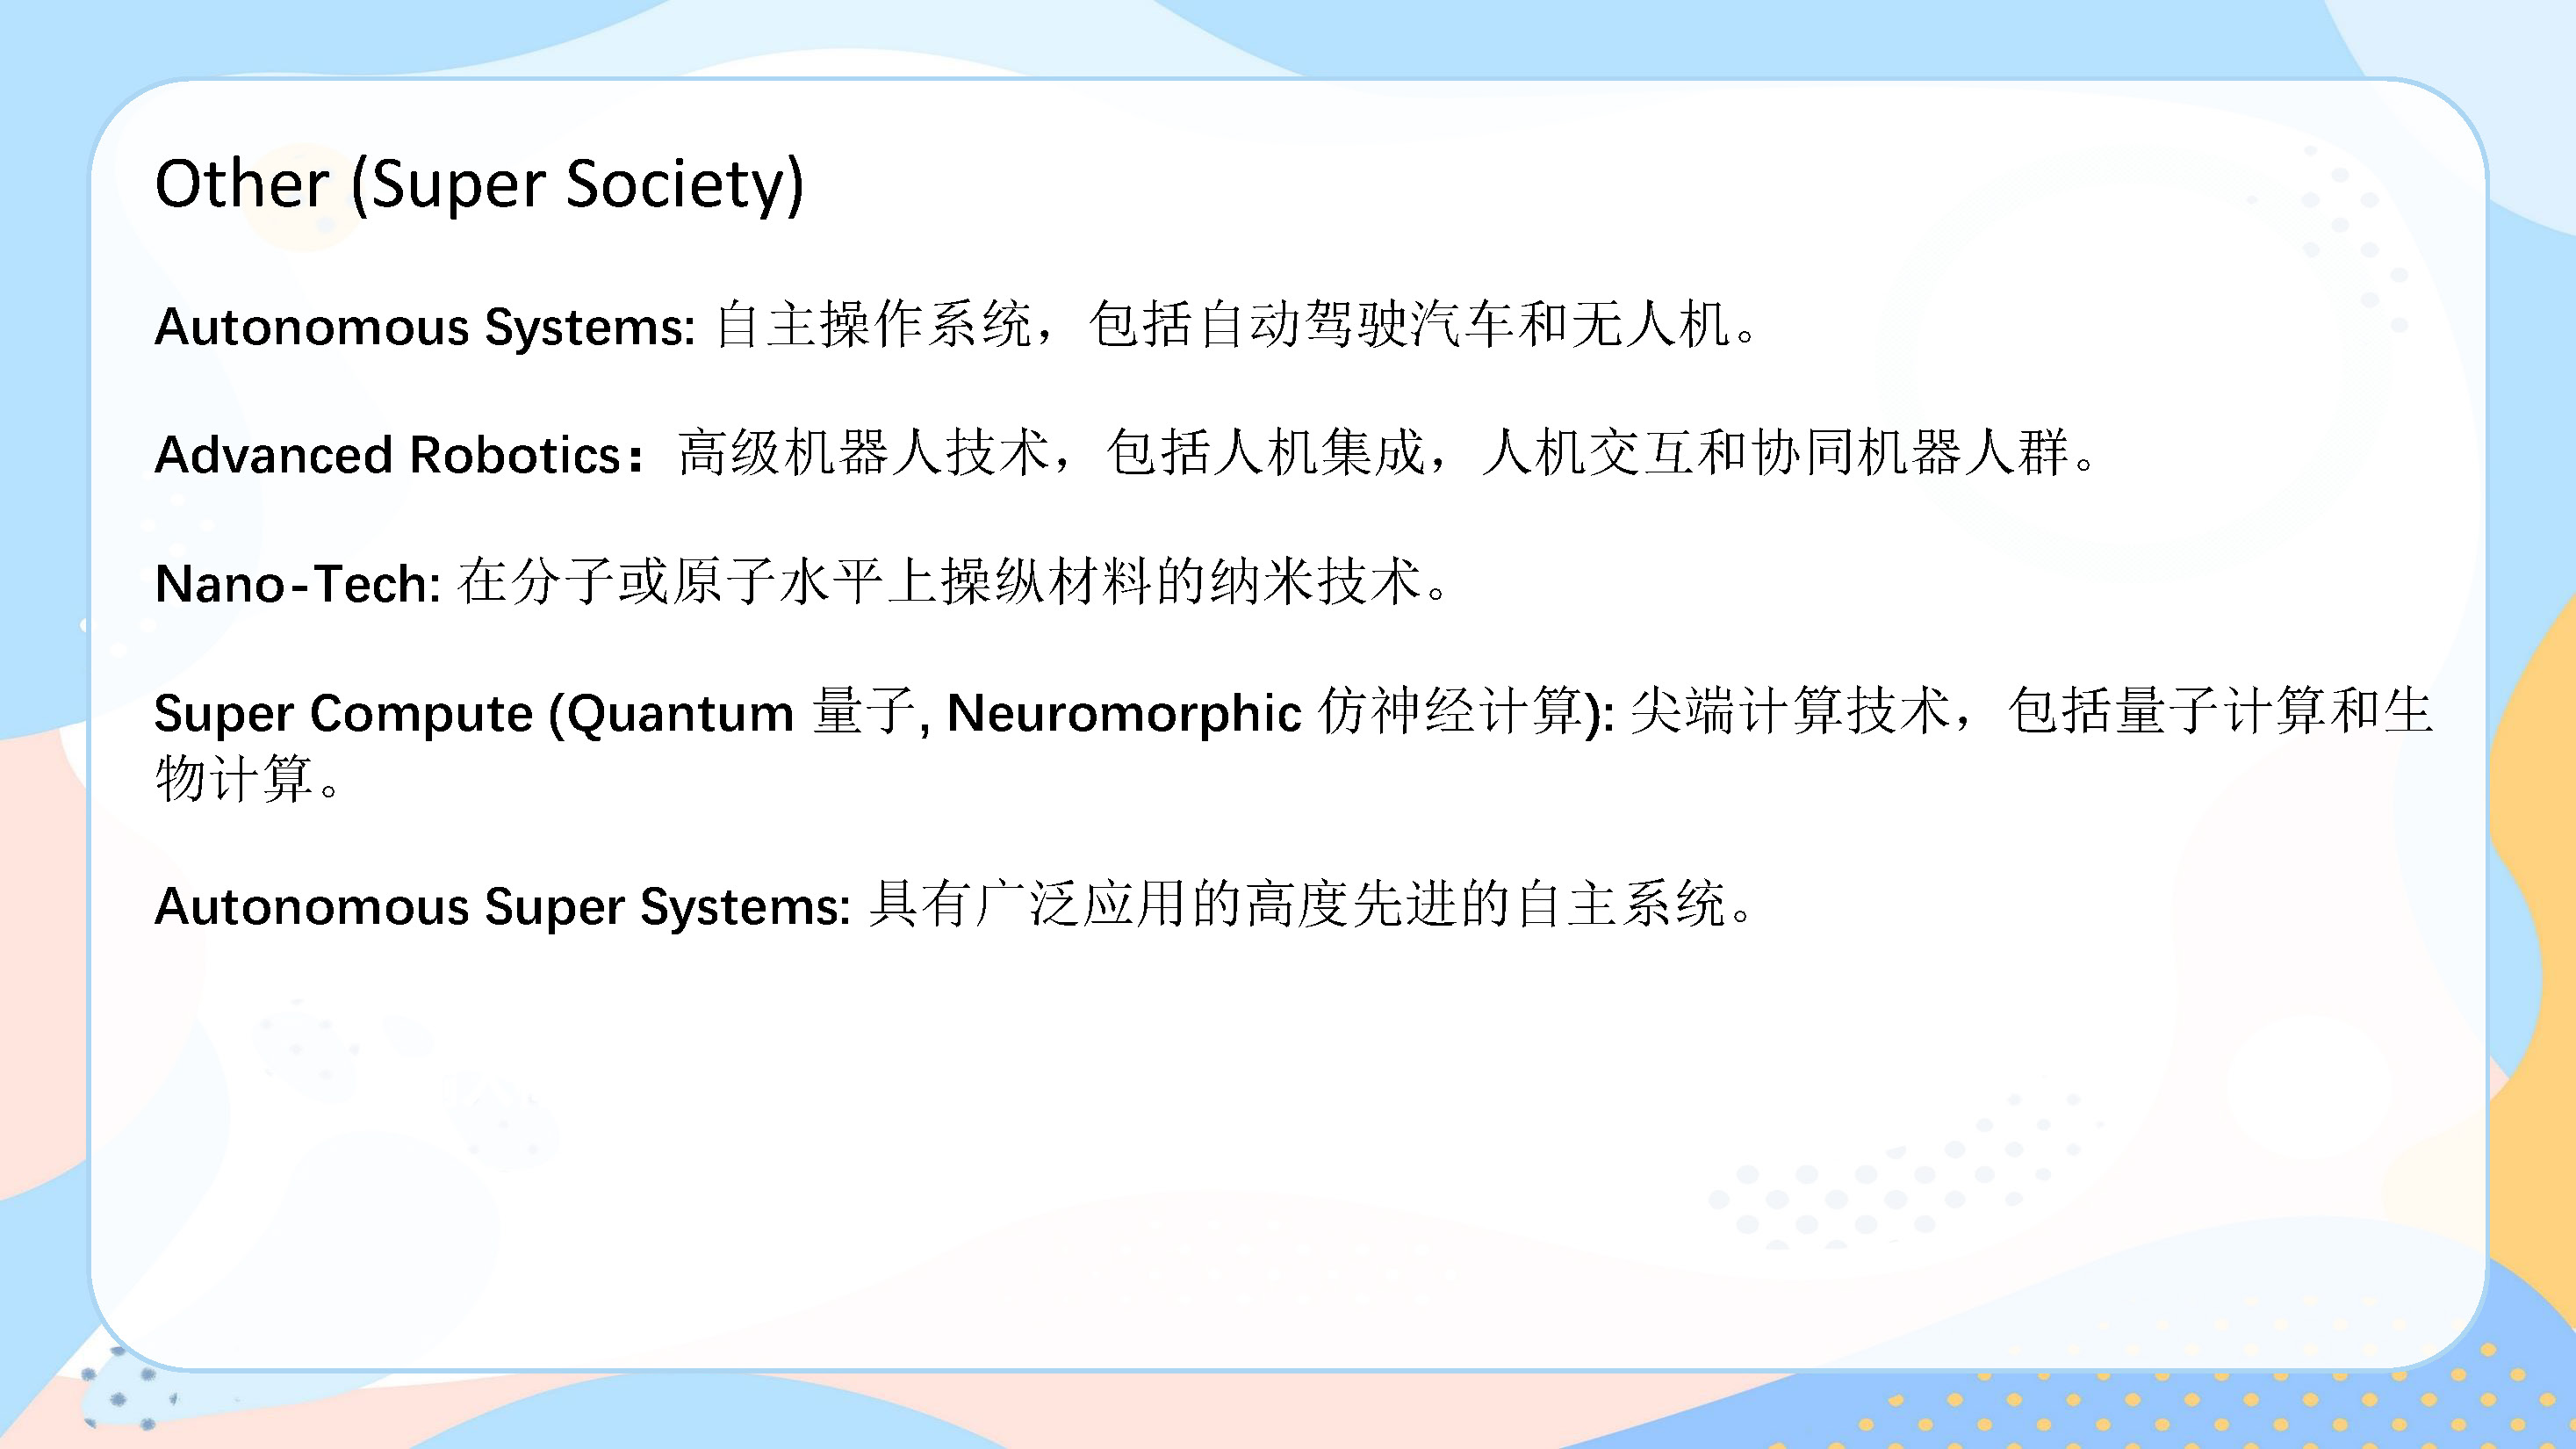 Other (Super Society)
Autonomous Systems: 自主操作系统，包括自动驾驶汽车和无人机。
Advanced Robotics：高级机器人技术，包括人机集成，人机交互和协同机器人群。
Nano-Tech: 在分子或原子水平上操纵材料的纳米技术。
Super Compute (Quantum 量子, Neuromorphic 仿神经计算): 尖端计算技术，包括量子计算和生
物计算。
Autonomous Super Systems: 具有广泛应用的高度先进的自主系统。